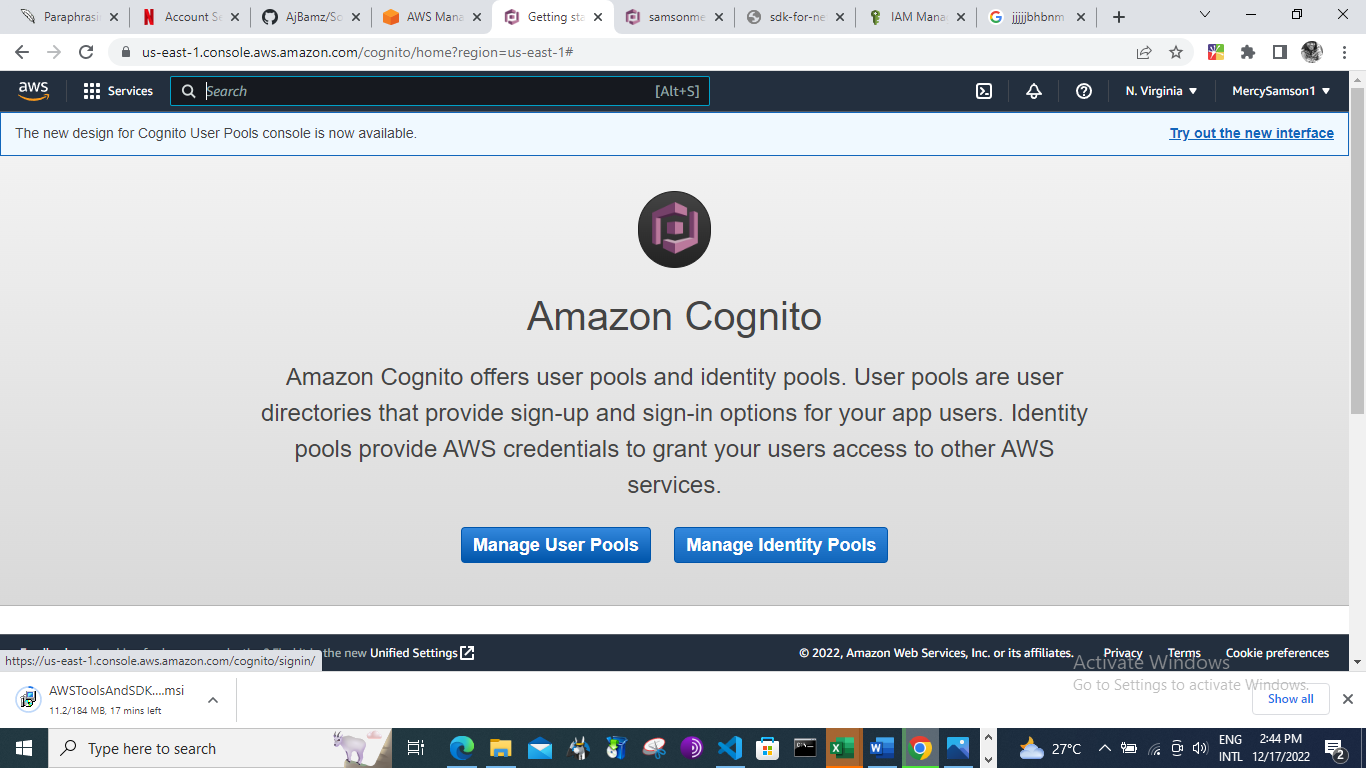 Paraphrasi
Account Se
AjBamz/So
AWS Mana
Getting sta
samsonme
sdk-for-ne
IAM Mana
jjjjjbhbnm
us-east-1.console.aws.amazon.com/cognito/home?region=us-east-1#
aws
Services
Search
[Alt+S]
N. Virginia
MercySamson1
The new design for Cognito User Pools console is now available.
Try out the new interface
Amazon Cognito
Amazon Cognito offers user pools and identity pools. User pools are user
directories that provide sign-up and sign-in options for your app users. Identity
pools provide AWS credentials to grant your users access to other AWS
services.
Manage User Pools
Manage Identity Pools
the new Unified Settings
© 2022, Amazon Web Services, Inc. or its affiliates.
Privacy
Terms
Cookie preferences
https://us-east-1.console.aws.amazon.com/cognito/signin/
Activate Windows
Go to Settings to activate Windows.
AWSToolsAndSDK....msi
11.2/184 MB, 17 mins left
Show all
Type here to search
27°C
ENG
INTL
2:44 PM
12/17/2022
2